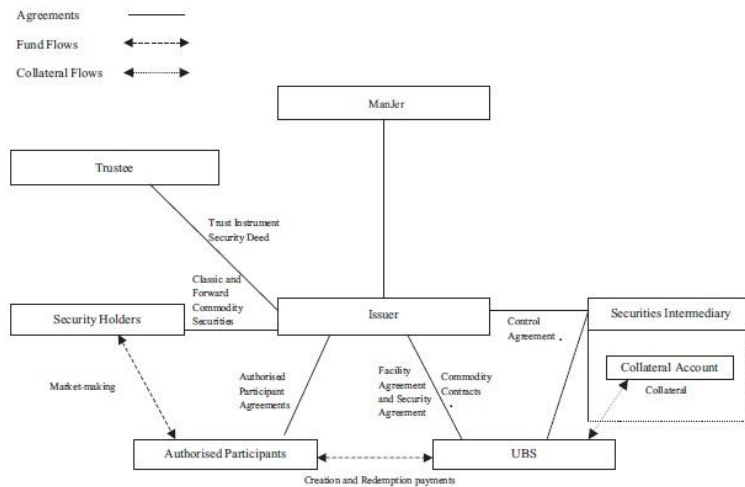 Agreements
Fund Flows
Collateral Flows
ManJer
Trustee
Trust Instrument
Security Deed
Classic and
Forward
Commodity
Securities
Security Holders
Issuer
Securities Intermediary
Control
Agreement
Collateral Account
Collateral
Market-making
Authorised
Participant
Agreements
Facility
Agreement
and Security
Agreement
Commodity
Contracts
Authorised Participants
UBS
Creation and Redemption payments